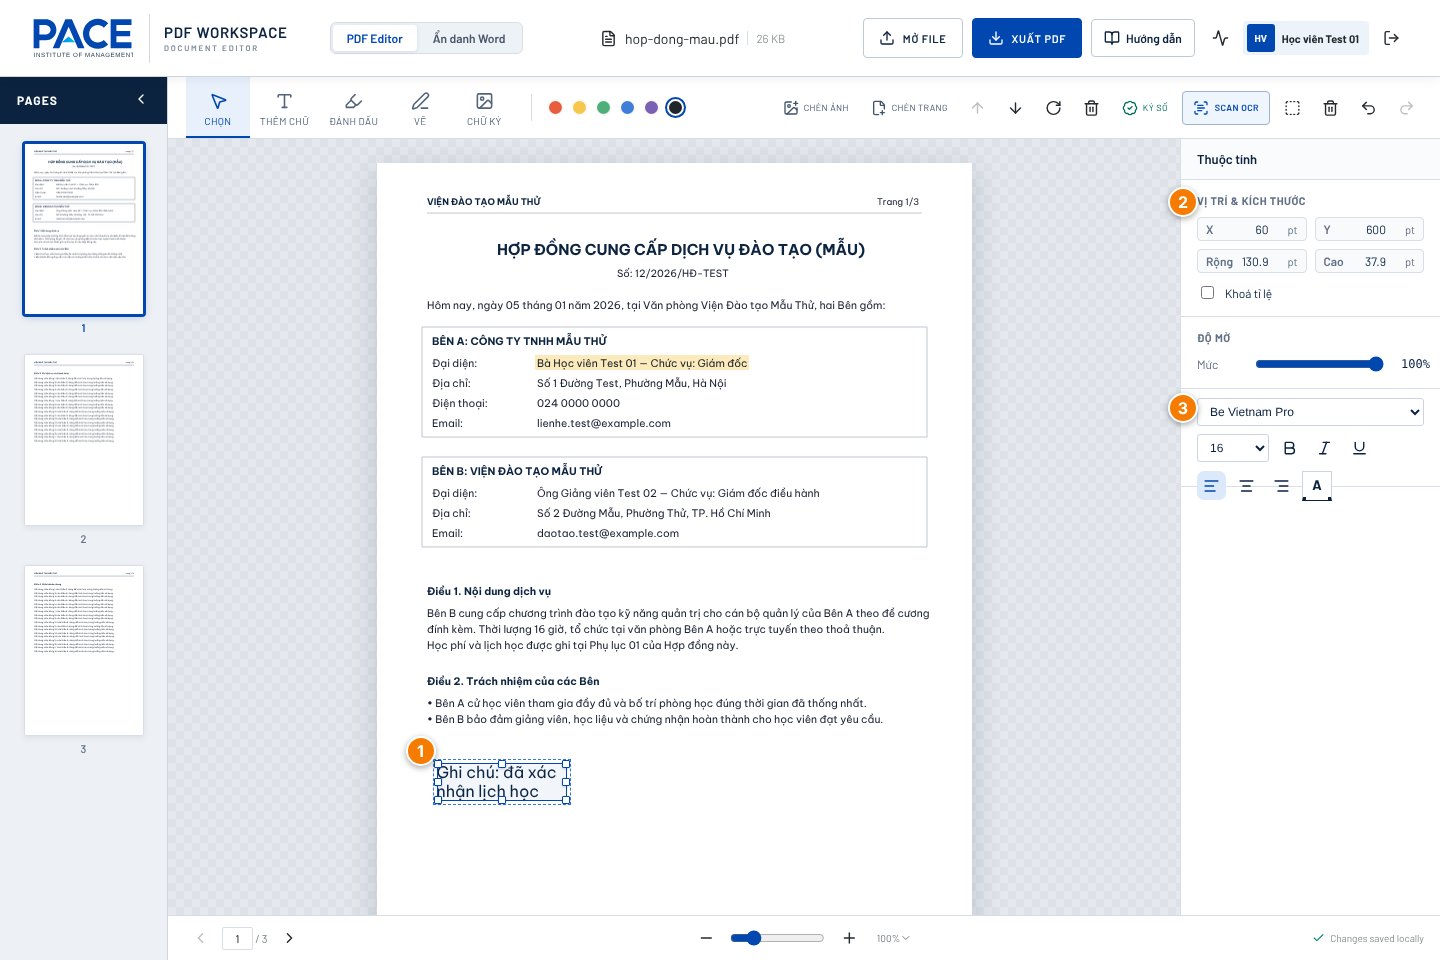 PACE
INSTITUTE OF MANAGEMENT
PDF WORKSPACE
DOCUMENT EDITOR
PDF Editor
Ẩn danh Word
hop-dong-mau.pdf
26 KB
MỞ FILE
XUẤT PDF
Hướng dẫn
HV
Học viên Test 01
PAGES
CHỌN
THÊM CHỮ
ĐÁNH DẤU
VẼ
CHỮ KÝ
CHÈN ẢNH
CHÈN TRANG
KÝ SỐ
SCAN OCR
1
2
3
VIỆN ĐÀO TẠO MẪU THỬ
Trang 1/3
HỢP ĐỒNG CUNG CẤP DỊCH VỤ ĐÀO TẠO (MẪU)
Số: 12/2026/HĐ-TEST
Hôm nay, ngày 05 tháng 01 năm 2026, tại Văn phòng Viện Đào tạo Mẫu Thử, hai Bên gồm:
BÊN A: CÔNG TY TNHH MẪU THỬ
Đại diện: Bà Học viên Test 01 — Chức vụ: Giám đốc
Địa chỉ: Số 1 Đường Test, Phường Mẫu, Hà Nội
Điện thoại: 024 0000 0000
Email: lienhe.test@example.com
BÊN B: VIỆN ĐÀO TẠO MẪU THỬ
Đại diện: Ông Giảng viên Test 02 — Chức vụ: Giám đốc điều hành
Địa chỉ: Số 2 Đường Mẫu, Phường Thử, TP. Hồ Chí Minh
Email: daotao.test@example.com
Điều 1. Nội dung dịch vụ
Bên B cung cấp chương trình đào tạo kỹ năng quản trị cho cán bộ quản lý của Bên A theo đề cương
đính kèm. Thời lượng 16 giờ, tổ chức tại văn phòng Bên A hoặc trực tuyến theo thoả thuận.
Học phí và lịch học được ghi tại Phụ lục 01 của Hợp đồng này.
Điều 2. Trách nhiệm của các Bên
• Bên A cử học viên tham gia đầy đủ và bố trí phòng học đúng thời gian đã thống nhất.
• Bên B bảo đảm giảng viên, học liệu và chứng nhận hoàn thành cho học viên đạt yêu cầu.
1
Ghi chú: đã xác
nhận lịch học
Thuộc tính
2
VỊ TRÍ & KÍCH THƯỚC
X 60 pt
Y 600 pt
Rộng 130.9 pt
Cao 37.9 pt
Khoá tỉ lệ
ĐỘ MỜ
Mức 100%
3
Be Vietnam Pro
16
B I U
A
1 / 3
100%
Changes saved locally